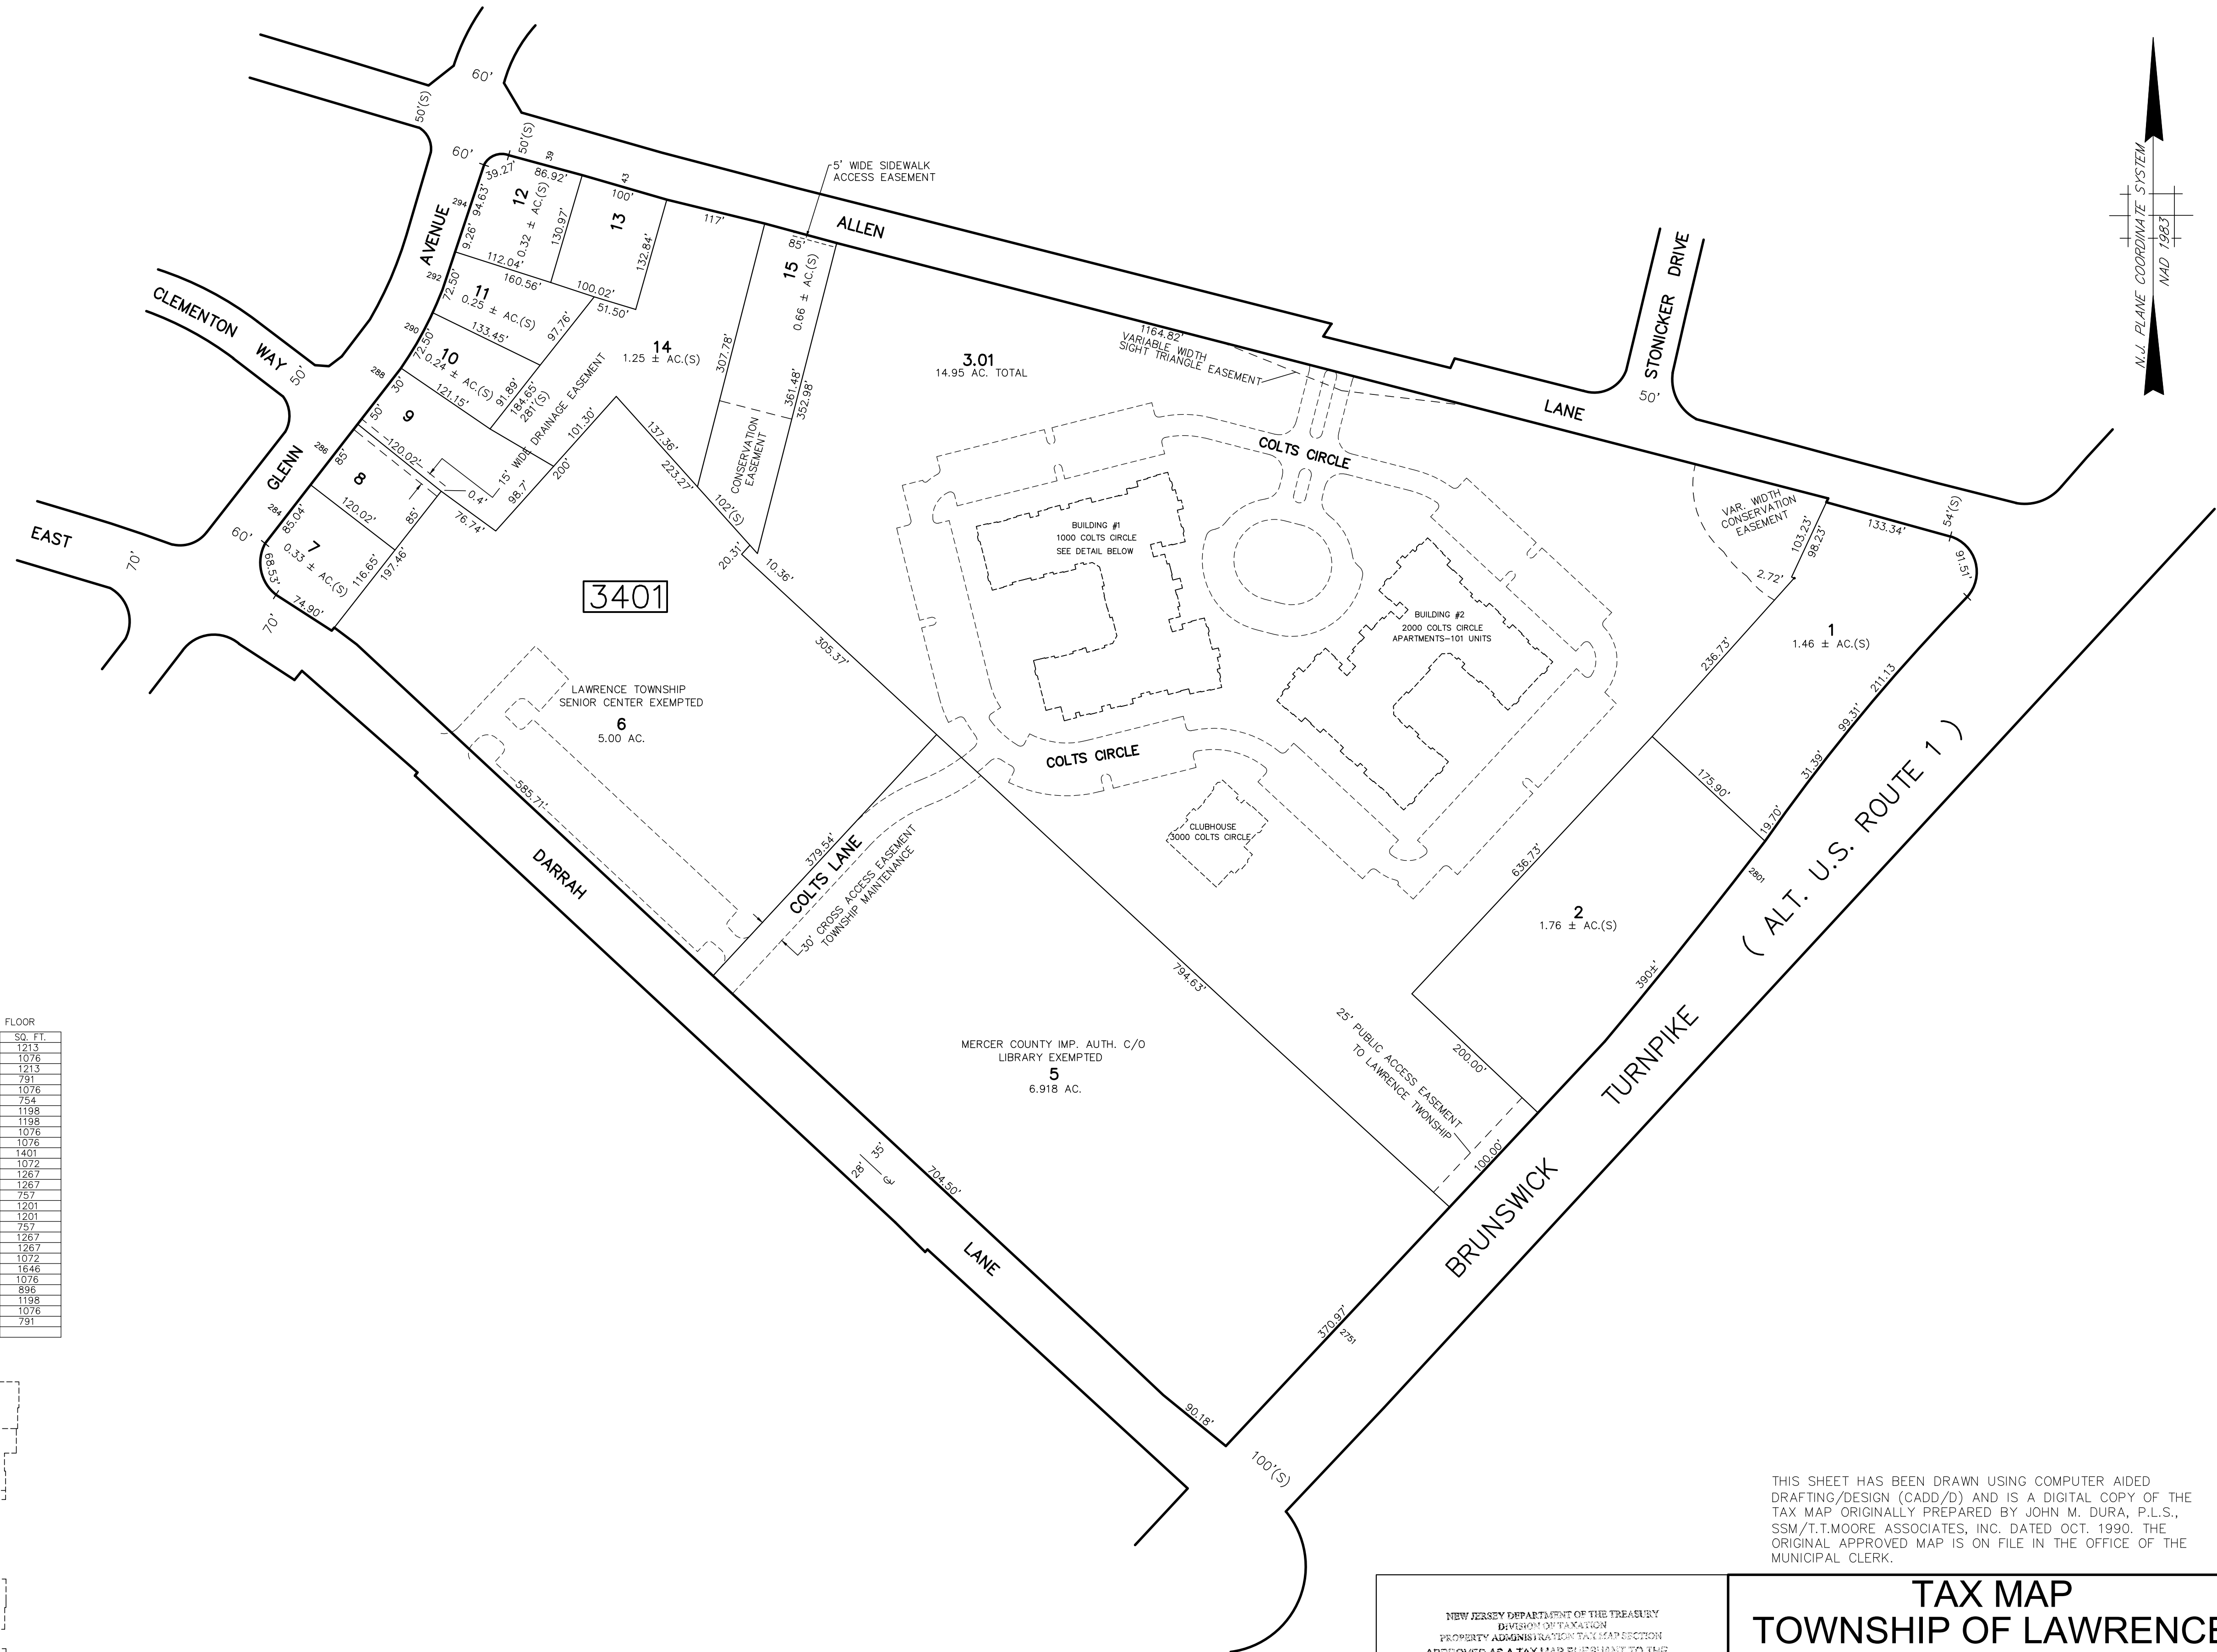 60'
50'(S)
60'
50'(S)
39
39.27'
86.92'
12
0.32 ± AC.(S)
294
94.63'
9.26'
130.97'
112.04'
43
100'
13
132.84'
100.02'
117'
5' WIDE SIDEWALK
ACCESS EASEMENT
ALLEN
85'
15
0.66 ± AC.(S)
AVENUE
292
72.50'
160.56'
11
0.25 ± AC.(S)
51.50'
97.76'
133.45'
290
72.50'
10
0.24 ± AC.(S)
91.89'
184.65'
281'(S)
121.15'
288
30'
50'
9
120.02'
15' WIDE DRAINAGE EASEMENT
0.4'
14
1.25 ± AC.(S)
307.78'
361.48'
352.98'
CONSERVATION
EASEMENT
101.30'
98.7'
200'
137.36'
223.27'
102'(S)
76.74'
20.31'
10.36'
CLEMENTON
WAY
50'
GLENN
286
85'
8
120.02'
85'
284
85.04'
7
0.33 ± AC.(S)
116.65'
197.46'
68.53'
74.90'
EAST
70'
60'
70'
3401
3.01
14.95 AC. TOTAL
1164.82'
VARIABLE WIDTH
SIGHT TRIANGLE EASEMENT
LANE
STONICKER DRIVE
50'
N.J. PLANE COORDINATE SYSTEM
NAD 1983
COLTS CIRCLE
BUILDING #1
1000 COLTS CIRCLE
SEE DETAIL BELOW
BUILDING #2
2000 COLTS CIRCLE
APARTMENTS-101 UNITS
VAR. WIDTH
CONSERVATION
EASEMENT
103.23'
98.23'
2.72'
133.34'
54'(S)
91.51'
1
1.46 ± AC.(S)
236.73'
211.13
99.31'
31.39'
175.90'
19.70'
2801
305.37'
LAWRENCE TOWNSHIP
SENIOR CENTER EXEMPTED
6
5.00 AC.
585.71'
COLTS CIRCLE
CLUBHOUSE
3000 COLTS CIRCLE
379.54'
COLTS LANE
30' CROSS ACCESS EASEMENT
TOWNSHIP MAINTENANCE
DARRAH
636.73'
2
1.76 ± AC.(S)
390±'
794.63'
200.00'
25' PUBLIC ACCESS EASEMENT
TO LAWRENCE TWONSHIP
100.00'
MERCER COUNTY IMP. AUTH. C/O
LIBRARY EXEMPTED
5
6.918 AC.
BRUNSWICK TURNPIKE ( ALT. U.S. ROUTE 1 )
28'
35'
704.50'
LANE
370.97'
2751
90.18'
100'(S)
FLOOR
SQ. FT.
1213
1076
1213
791
1076
754
1198
1198
1076
1076
1401
1072
1267
1267
757
1201
1201
757
1267
1267
1072
1646
1076
896
1198
1076
791
THIS SHEET HAS BEEN DRAWN USING COMPUTER AIDED
DRAFTING/DESIGN (CADD/D) AND IS A DIGITAL COPY OF THE
TAX MAP ORIGINALLY PREPARED BY JOHN M. DURA, P.L.S.,
SSM/T.T.MOORE ASSOCIATES, INC. DATED OCT. 1990. THE
ORIGINAL APPROVED MAP IS ON FILE IN THE OFFICE OF THE
MUNICIPAL CLERK.
NEW JERSEY DEPARTMENT OF THE TREASURY
DIVISION OF TAXATION
PROPERTY ADMINISTRATION TAX MAP SECTION
APPROVED AS A TAX MAP PURSUANT TO THE
TAX MAP
TOWNSHIP OF LAWRENCE